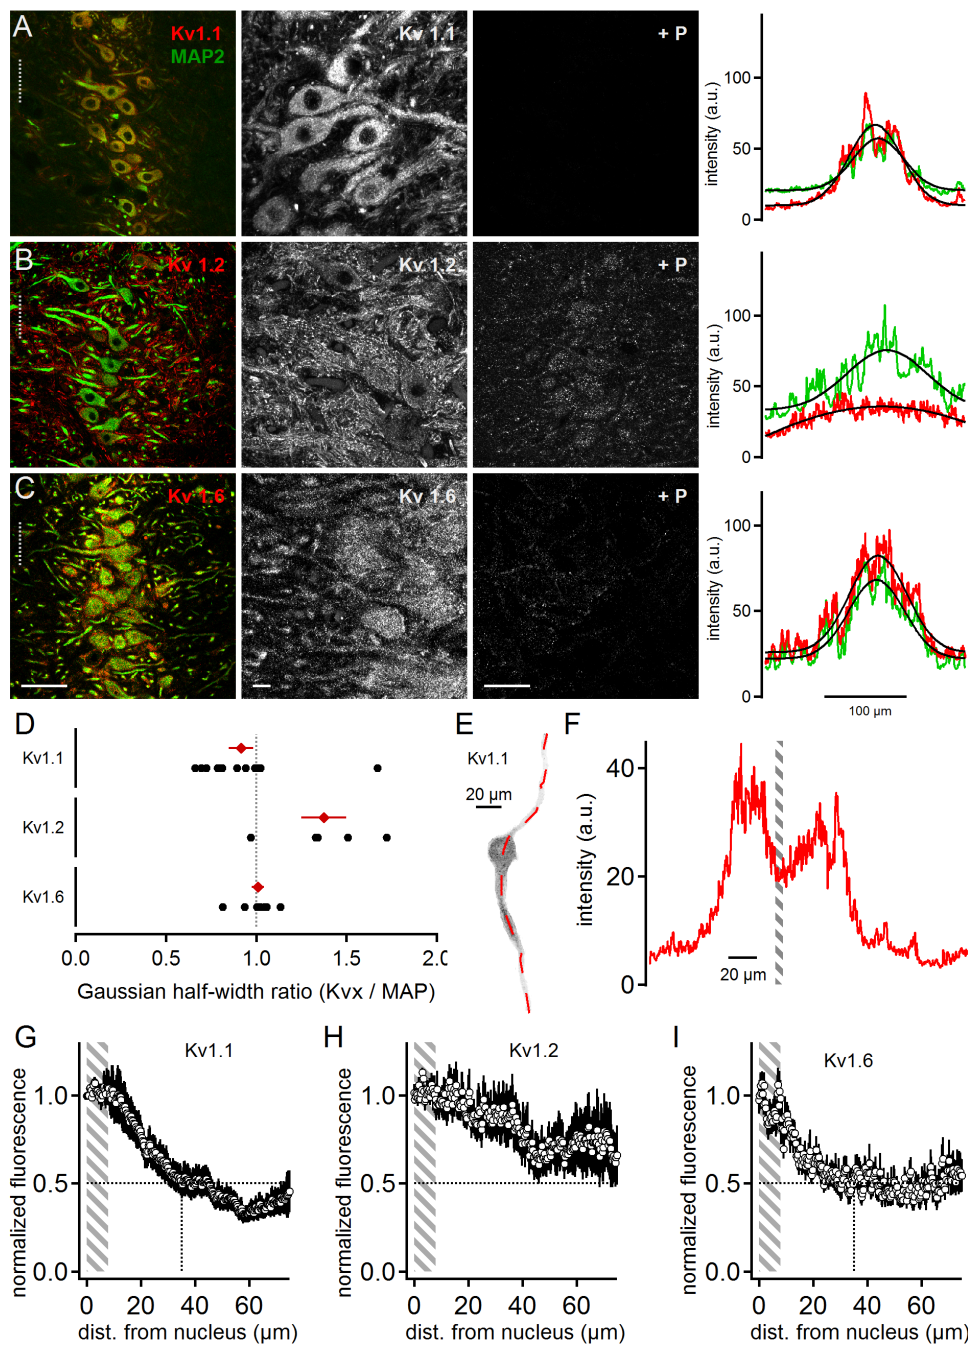 A
Kv1.1
MAP2
Kv 1.1
+ P
intensity (a.u.)
100
50
0
B
Kv 1.2
Kv 1.2
+ P
intensity (a.u.)
100
50
0
C
Kv 1.6
Kv 1.6
+ P
intensity (a.u.)
100
50
0
100 µm
D
Kv1.1
Kv1.2
Kv1.6
0.0 0.5 1.0 1.5 2.0
Gaussian half-width ratio (Kvx / MAP)
E
Kv1.1
20 µm
F
intensity (a.u.)
40
20
0
20 µm
G
Kv1.1
normalized fluorescence
1.0
0.5
0.0
0 20 40 60
dist. from nucleus (µm)
H
Kv1.2
normalized fluorescence
1.0
0.5
0.0
0 20 40 60
dist. from nucleus (µm)
I
Kv1.6
normalized fluorescence
1.0
0.5
0.0
0 20 40 60
dist. from nucleus (µm)